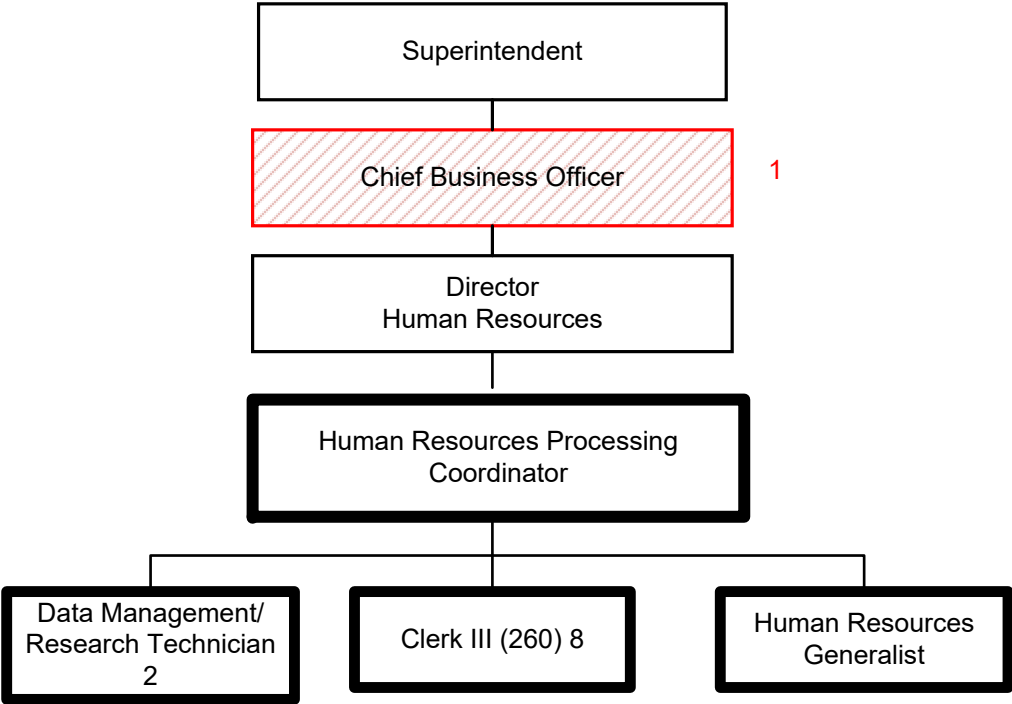 Superintendent
Chief Business Officer
1
Director
Human Resources
Human Resources Processing
Coordinator
Data Management/
Research Technician
2
Clerk III (260) 8
Human Resources
Generalist